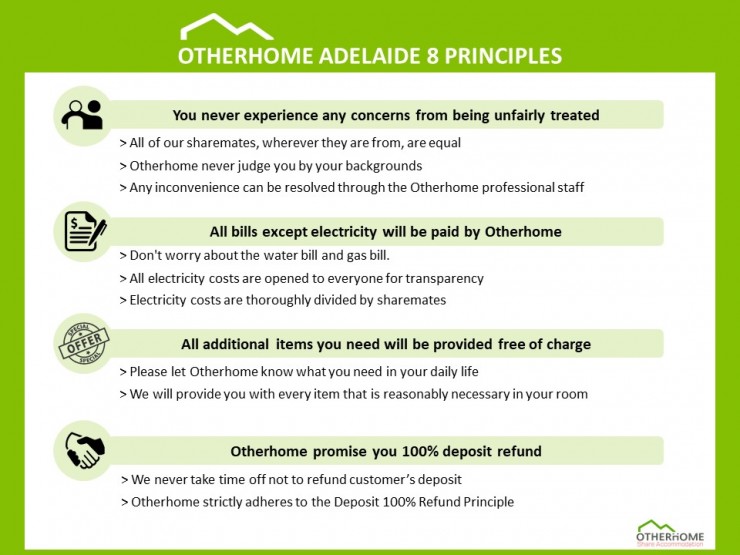 OTHERHOME ADELAIDE 8 PRINCIPLES
You never experience any concerns from being unfairly treated
> All of our sharemates, wherever they are from, are equal
> Otherhome never judge you by your backgrounds
> Any inconvenience can be resolved through the Otherhome professional staff
$
All bills except electricity will be paid by Otherhome
> Don't worry about the water bill and gas bill.
> All electricity costs are opened to everyone for transparency
> Electricity costs are thoroughly divided by sharemates
SPECIAL
OFFER
SPECIAL
All additional items you need will be provided free of charge
> Please let Otherhome know what you need in your daily life
> We will provide you with every item that is reasonably necessary in your room
Otherhome promise you 100% deposit refund
> We never take time off not to refund customer’s deposit
> Otherhome strictly adheres to the Deposit 100% Refund Principle
OTHERHOME
Share Accommodation